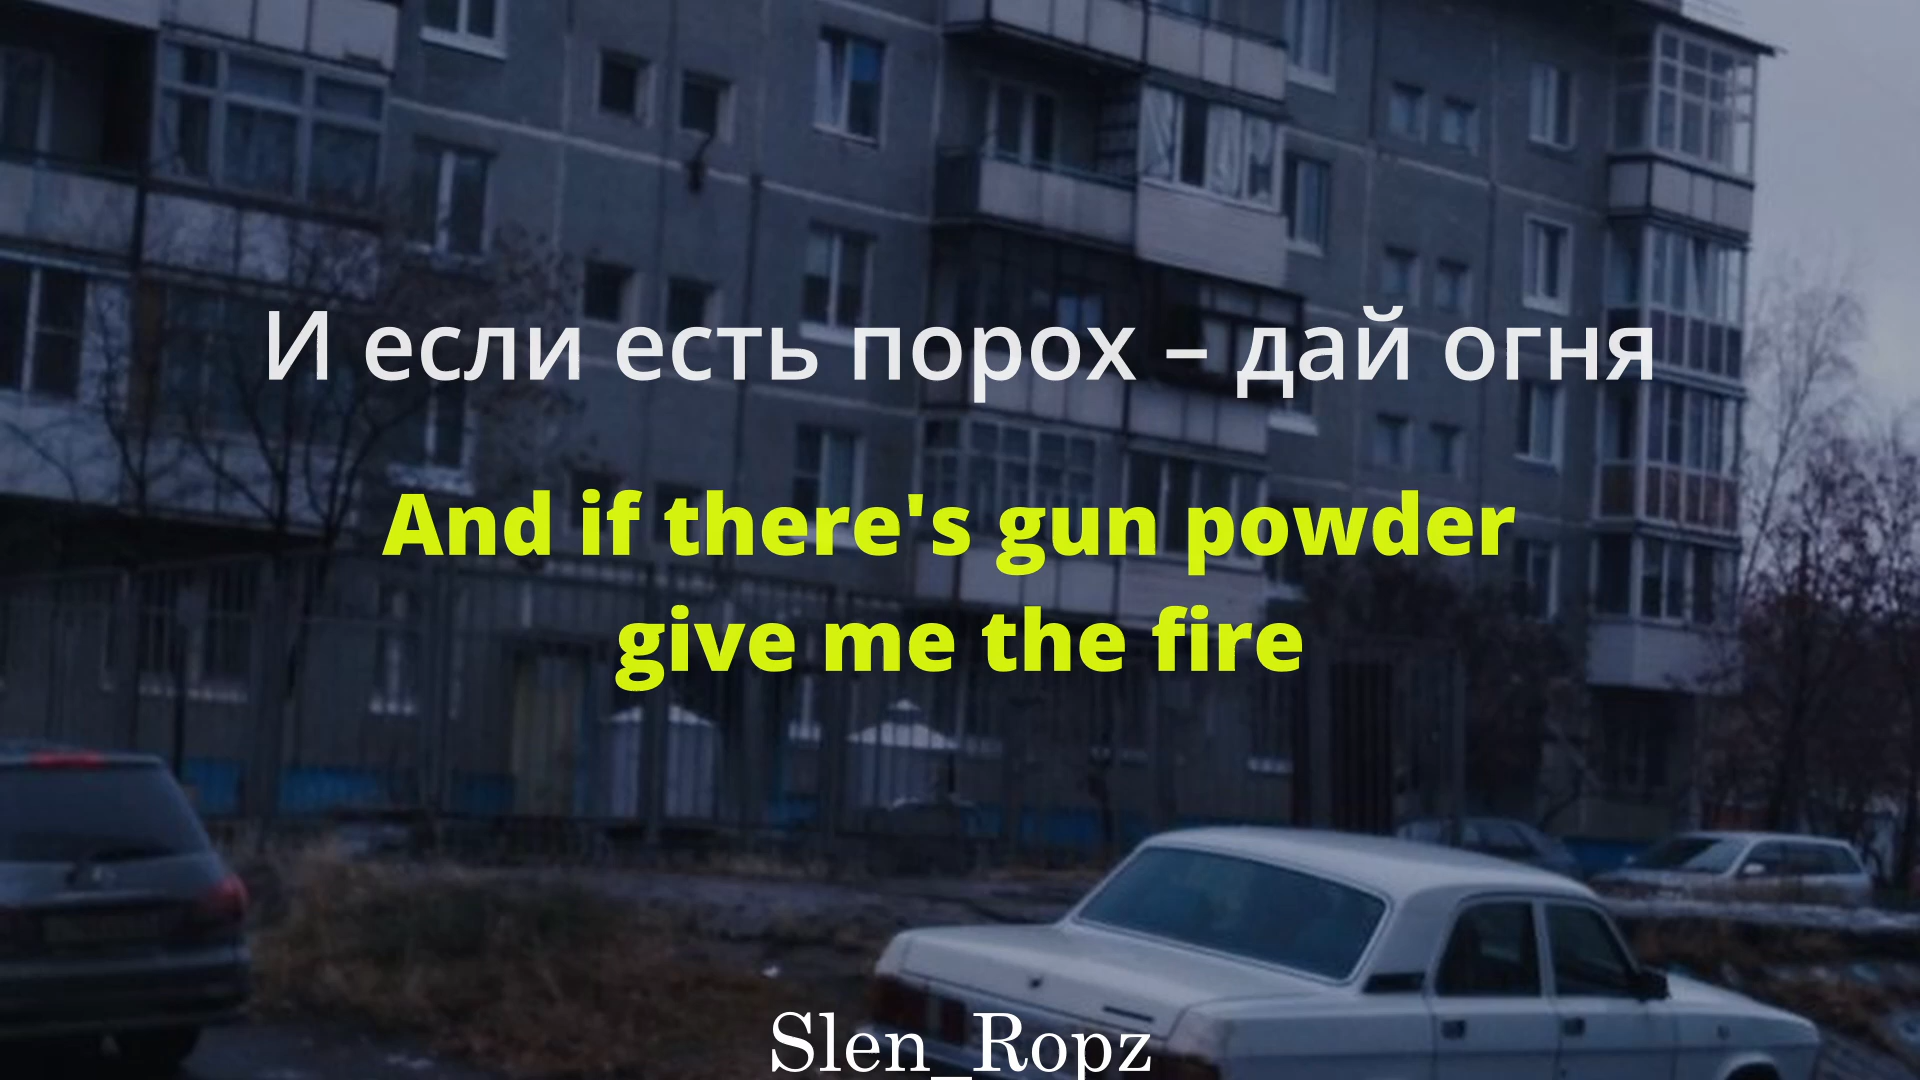 И если есть порох – дай огня
And if there's gun powder
give me the fire
Slen_Ropz